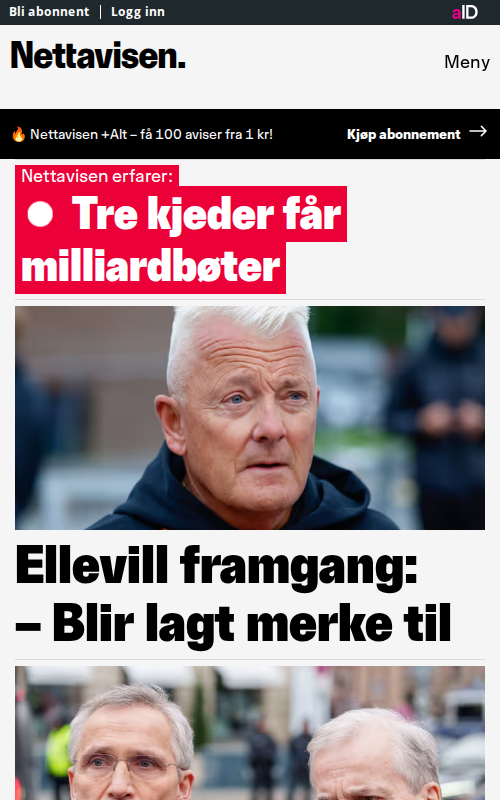 Bli abonnent | Logg inn
aID
Nettavisen.
Meny
🔥 Nettavisen +Alt – få 100 aviser fra 1 kr!
Kjøp abonnement →
Nettavisen erfarer:
Tre kjeder får
milliardbøter
Ellevill framgang:
– Blir lagt merke til